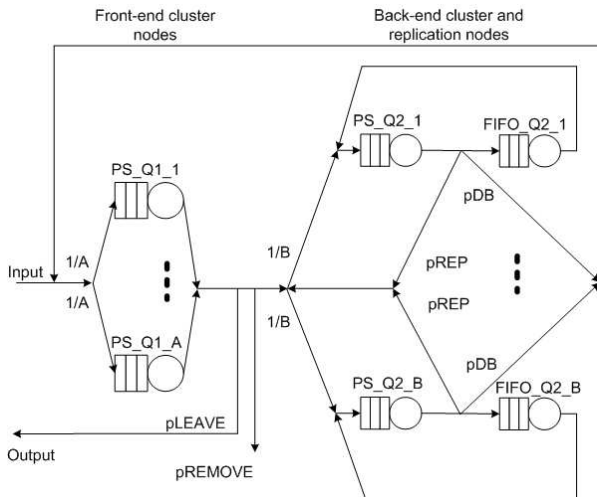 Front-end cluster
nodes
Back-end cluster and
replication nodes
PS_Q2_1
FIFO_Q2_1
PS_Q1_1
pDB
1/A
1/B
pREP
Input
1/A
pREP
1/B
PS_Q1_A
pDB
PS_Q2_B
FIFO_Q2_B
pLEAVE
Output
pREMOVE